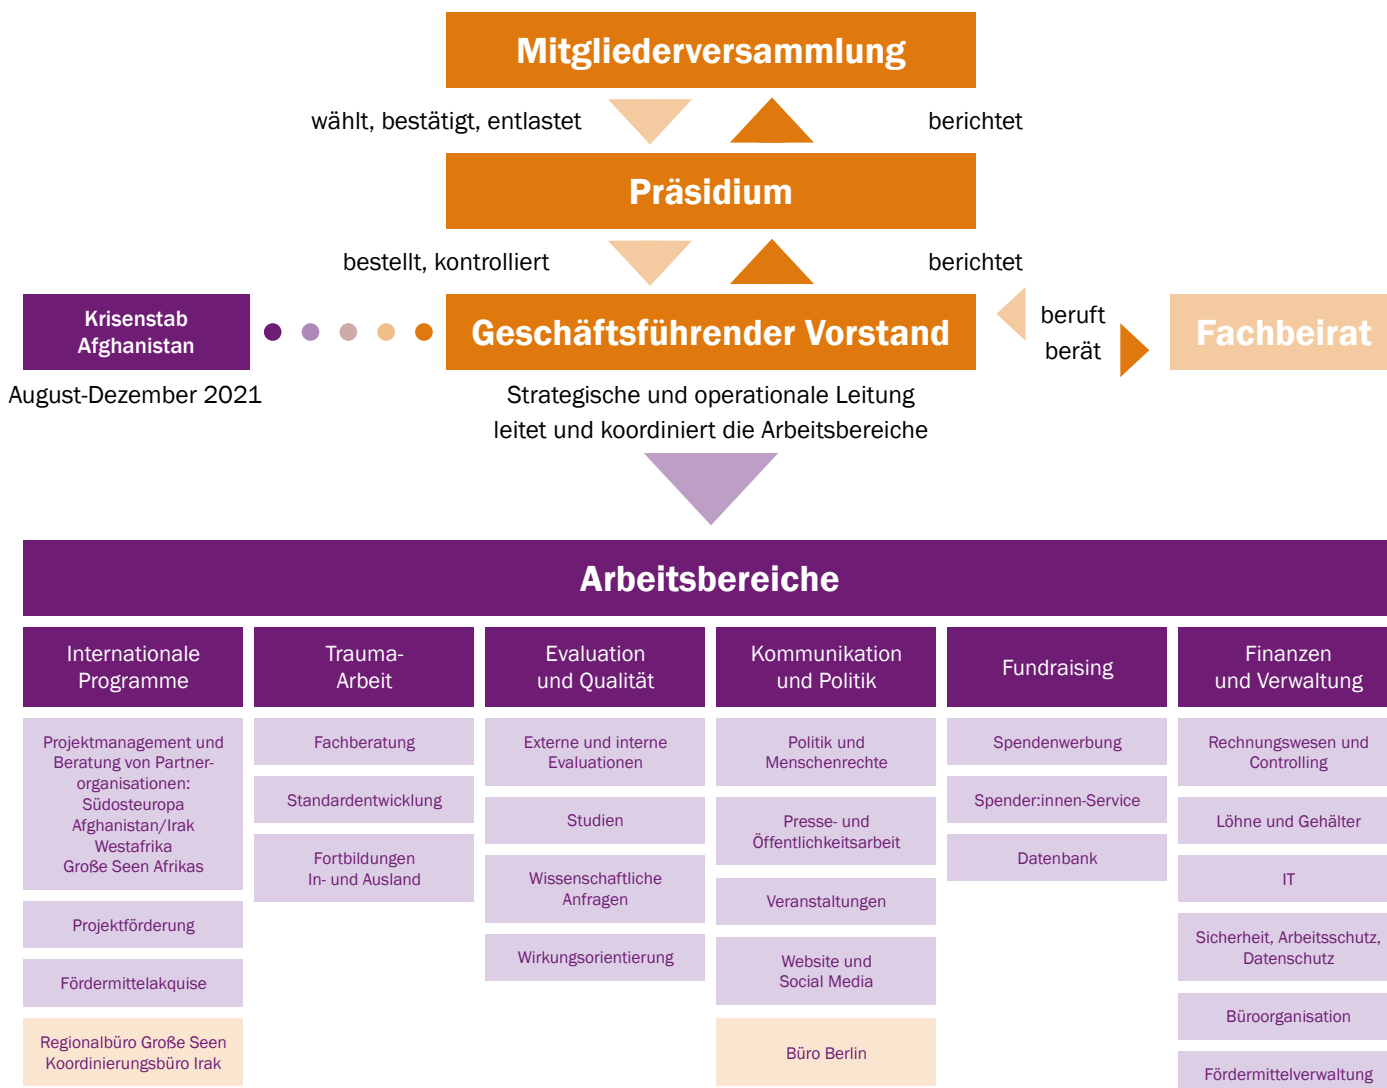 Mitgliederversammlung
wählt, bestätigt, entlastet
berichtet
Präsidium
bestellt, kontrolliert
berichtet
Krisenstab
Afghanistan
August-Dezember 2021
Geschäftsführender Vorstand
beruft
berät
Fachbeirat
Strategische und operationale Leitung
leitet und koordiniert die Arbeitsbereiche
Arbeitsbereiche
Internationale
Programme
Projektmanagement und
Beratung von Partner-
organisationen:
Südosteuropa
Afghanistan/Irak
Westafrika
Große Seen Afrikas
Projektförderung
Fördermittelakquise
Regionalbüro Große Seen
Koordinierungsbüro Irak
Trauma-
Arbeit
Fachberatung
Standardentwicklung
Fortbildungen
In- und Ausland
Evaluation
und Qualität
Externe und interne
Evaluationen
Studien
Wissenschaftliche
Anfragen
Wirkungsorientierung
Kommunikation
und Politik
Politik und
Menschenrechte
Presse- und
Öffentlichkeitsarbeit
Veranstaltungen
Website und
Social Media
Büro Berlin
Fundraising
Spendenwerbung
Spender:innen-Service
Datenbank
Finanzen
und Verwaltung
Rechnungswesen und
Controlling
Löhne und Gehälter
IT
Sicherheit, Arbeitsschutz,
Datenschutz
Büroorganisation
Fördermittelverwaltung